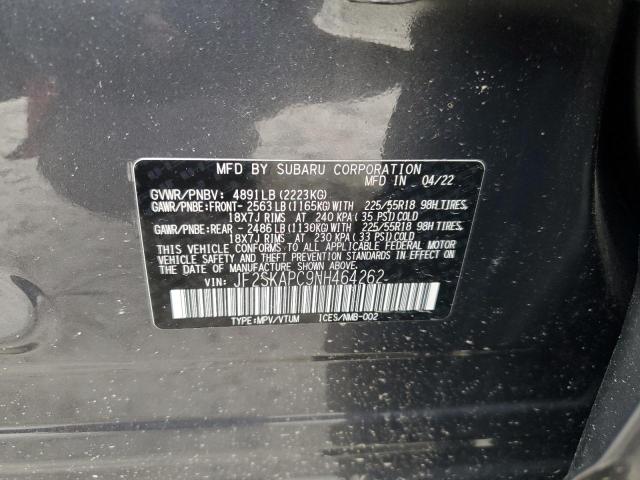 MFD BY SUBARU CORPORATION
MFD IN 04/22
GVWR/PNBV: 4891LB (2223KG)
GAWR/PNBE:FRONT- 2563LB (1165KG)WITH 225/55R18 98H TIRES,
18X7J RIMS AT 240 KPA( 35 PSI)COLD
GAWR/PNBE:REAR - 2486LB (1130KG)WITH 225/55R18 98H TIRES,
18X7J RIMS AT 230 KPA( 33 PSI)COLD
THIS VEHICLE CONFORMS TO ALL APPLICABLE FEDERAL MOTOR
VEHICLE SAFETY AND THEFT PREVENTION STANDARDS IN EFFECT
ON THE DATE OF MANUFACTURE SHOWN ABOVE.
VIN: JF2SKAPC9NH464262
TYPE:MPV/VTUM ICES/NMB-002